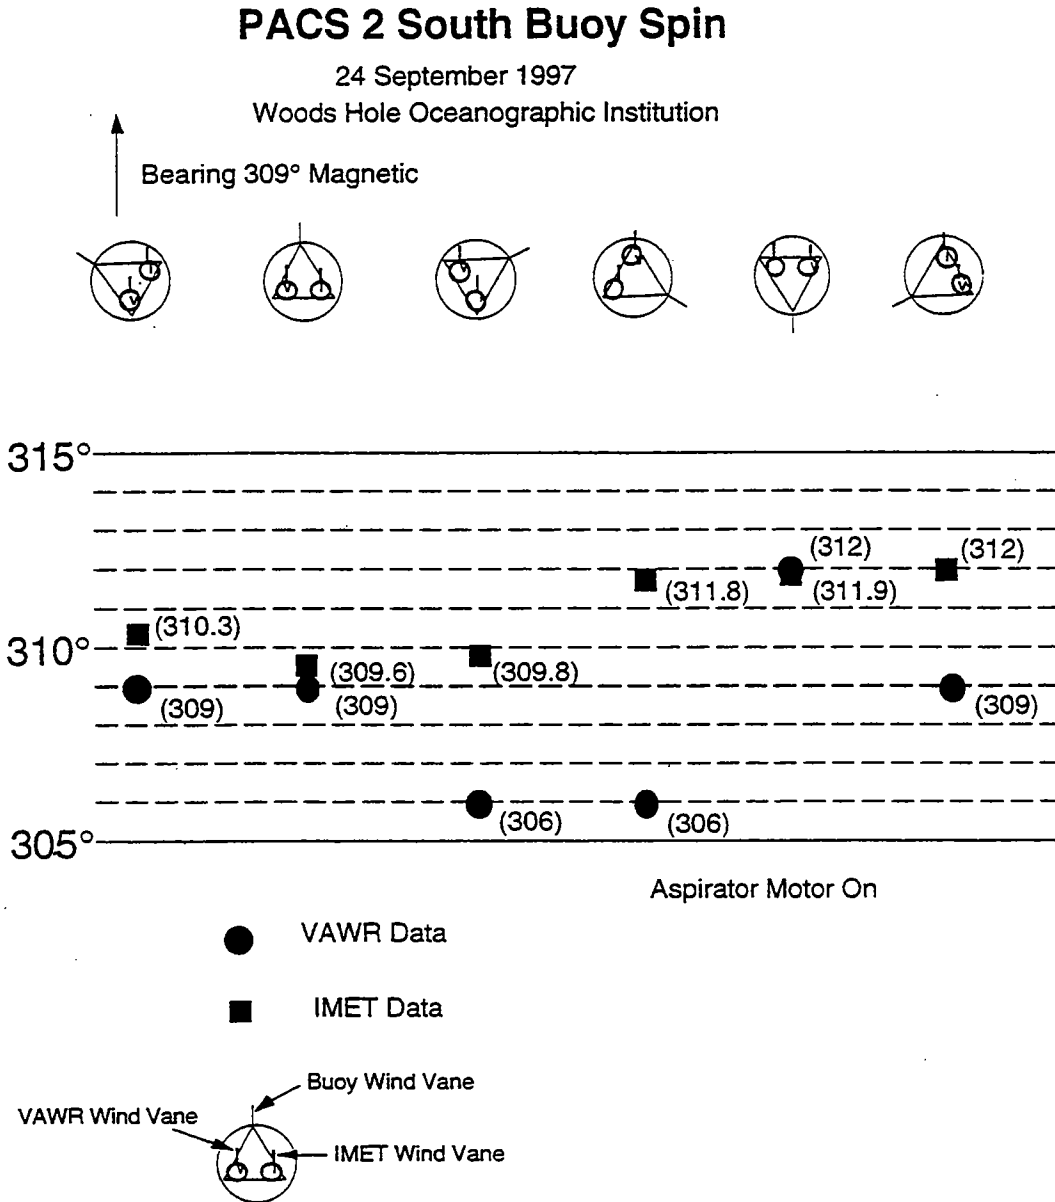 PACS 2 South Buoy Spin
24 September 1997
Woods Hole Oceanographic Institution
Bearing 309° Magnetic
315°
(312)
(312)
(311.8)
(311.9)
(310.3)
310°
(309.6)
(309.8)
(309)
(309)
(309)
(306)
(306)
305°
Aspirator Motor On
VAWR Data
IMET Data
Buoy Wind Vane
VAWR Wind Vane
IMET Wind Vane